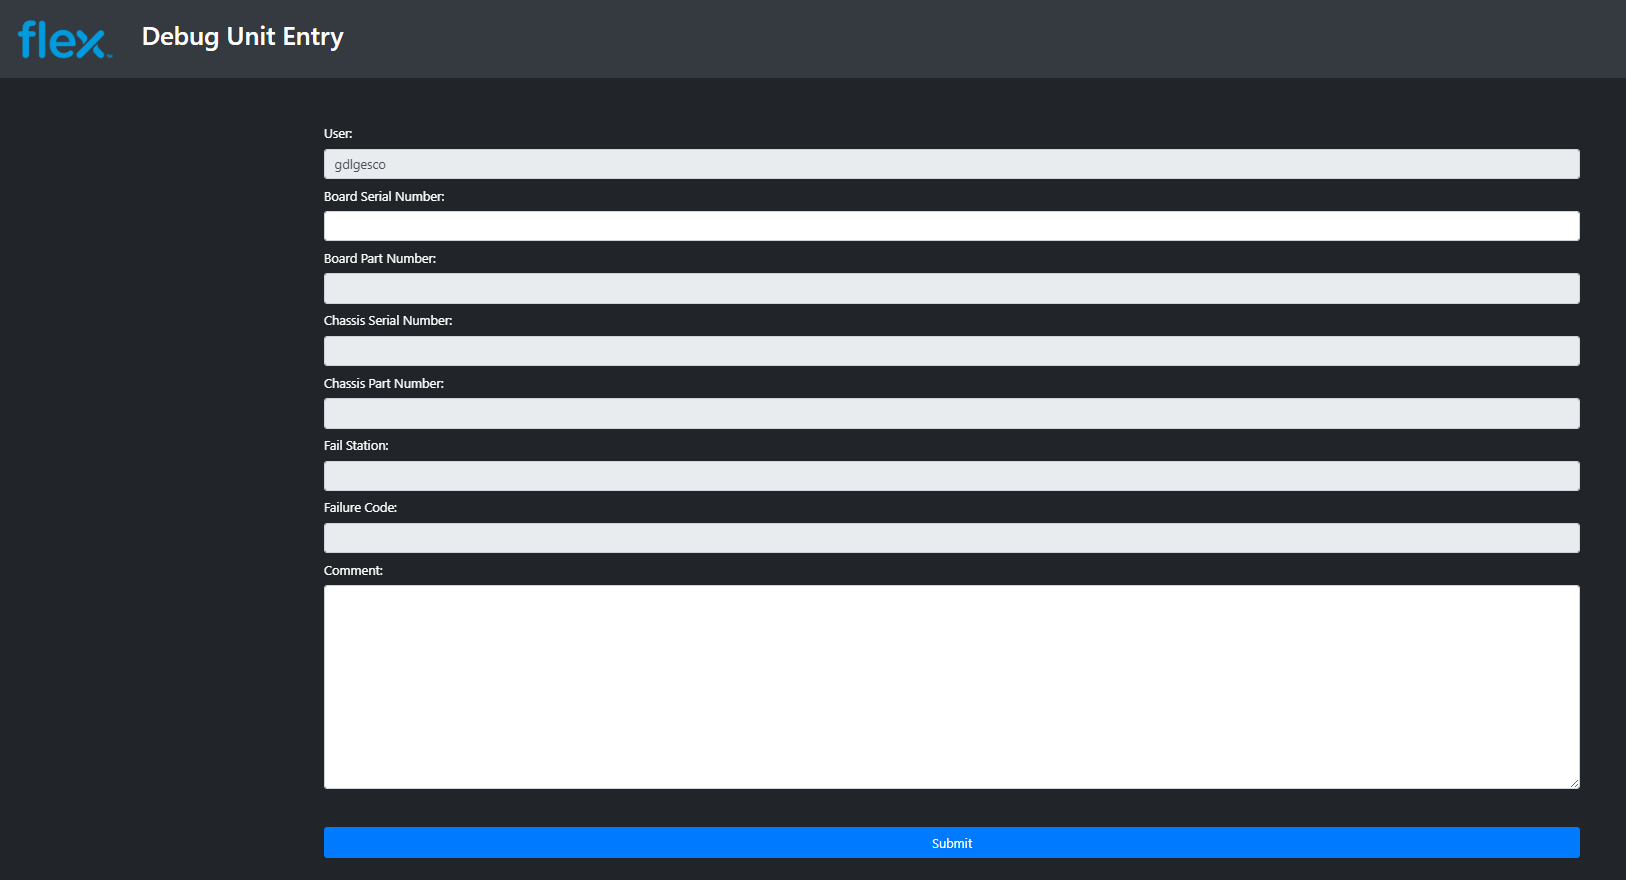 flex™ Debug Unit Entry
User:
gdlgesco
Board Serial Number:
Board Part Number:
Chassis Serial Number:
Chassis Part Number:
Fail Station:
Failure Code:
Comment:
Submit